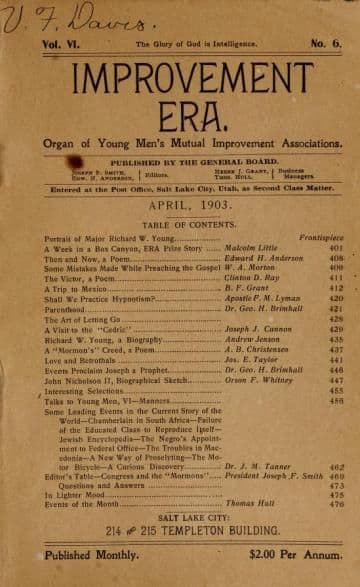 V. F. Davis.
Vol. VI. The Glory of God is Intelligence. No. 6.
IMPROVEMENT
ERA.
Organ of Young Men's Mutual Improvement Associations.
PUBLISHED BY THE GENERAL BOARD.
JOSEPH F. SMITH, EDW. H. ANDERSON, } Editors. HEBER J. GRANT, THOS. HULL, } Business Managers.
Entered at the Post Office, Salt Lake City, Utah, as Second Class Matter.
APRIL, 1903.
TABLE OF CONTENTS.
Portrait of Major Richard W. Young.................. Frontispiece
A Week in a Box Canyon, ERA Prize Story ...... Malcolm Little 401
Then and Now, a Poem........................ Edward H. Anderson 408
Some Mistakes Made While Preaching the Gospel W. A. Morton 409
The Victor, a Poem........................ Clinton D. Ray 411
A Trip to Mexico........................ B. F. Grant 412
Shall We Practice Hypnotism?................ Apostle F. M. Lyman 420
Parenthood........................ Dr. Geo. H. Brimhall 421
The Art of Letting Go ........................ 428
A Visit to the "Cedric"........................ Joseph J. Cannon 429
Richard W. Young, a Biography................ Andrew Jenson 435
A "Mormon's" Creed, a Poem................ A. B. Christensen 437
Love and Betrothals ........................ Jos. E. Taylor 441
Events Proclaim Joseph a Prophet................ Dr. Geo. H. Brimhall 446
John Nicholson II, Biographical Sketch............ Orson F. Whitney 447
Interesting Selections........................ 455
Talks to Young Men, VI—Manners................ 456
Some Leading Events in the Current Story of the
World—Chamberlain in South Africa—Failure
of the Educated Class to Reproduce Itself—
Jewish Encyclopedia—The Negro's Appoint-
ment to Federal Office—The Troubles in Mac-
edonia—A New Way of Proselyting—The Mo-
tor Bicycle—A Curious Discovery............ Dr. J. M. Tanner 462
Editor's Table—Congress and the "Mormons"..... President Joseph F. Smith 469
Questions and Answers ........................ 473
In Lighter Mood ........................ 475
Events of the Month........................ Thomas Hull 476
SALT LAKE CITY:
214 AND 215 TEMPLETON BUILDING.
Published Monthly. $2.00 Per Annum.